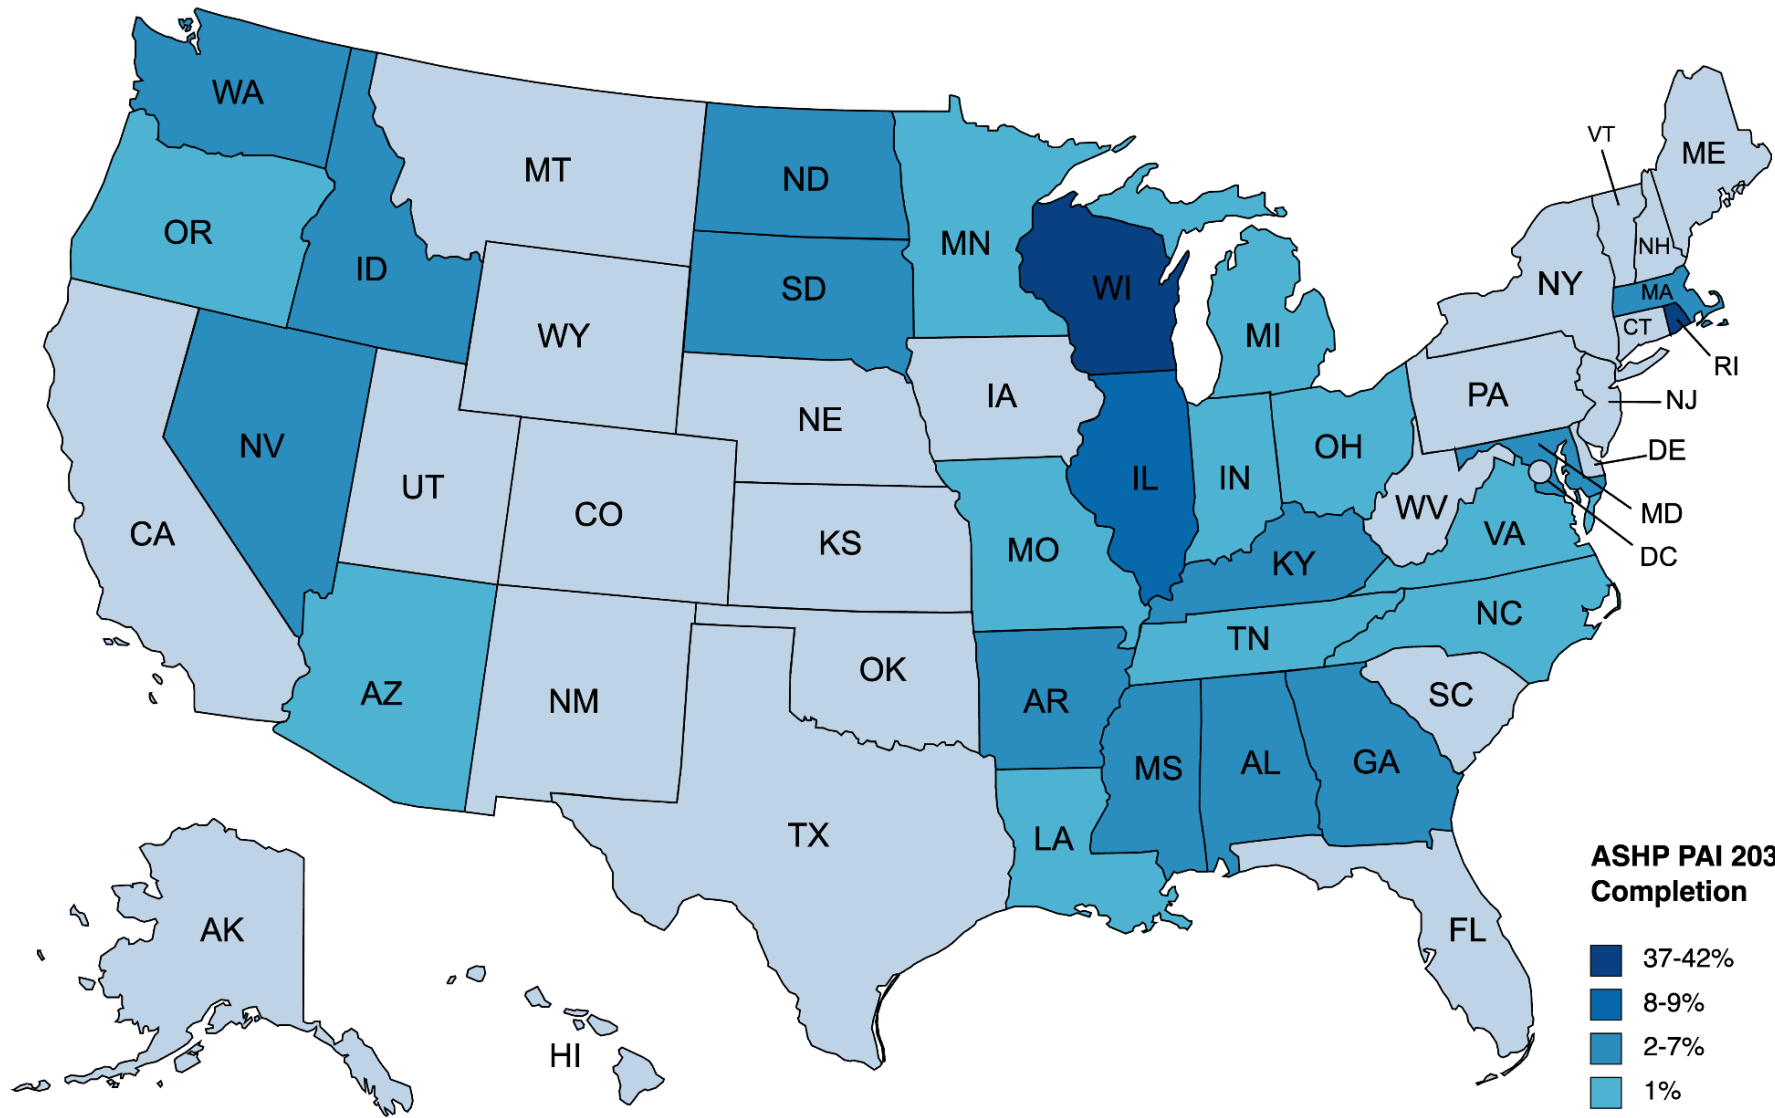 WA
MT
ND
VT
ME
OR
ID
MN
SD
WI
NH
NY
MA
CT
WY
MI
RI
IA
PA
NJ
NE
NV
OH
DE
UT
IL
IN
CO
WV
MD
CA
KS
MO
VA
DC
KY
NC
TN
OK
AZ
NM
AR
SC
MS
AL
GA
TX
LA
AK
FL
HI
ASHP PAI 203
Completion
37-42%
8-9%
2-7%
1%